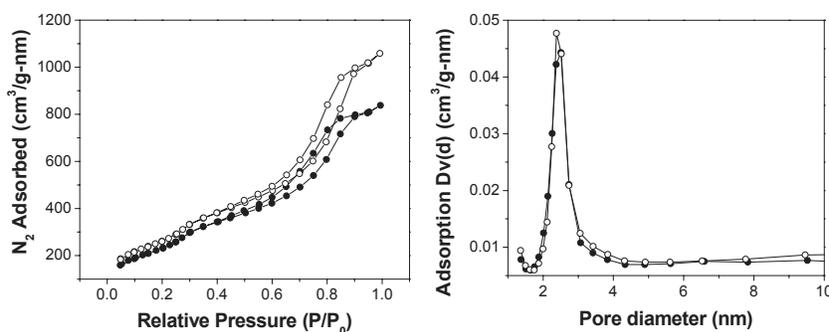 1200
1000
800
600
400
200
N₂ Adsorbed (cm³/g-nm)
0.0 0.2 0.4 0.6 0.8 1.0
Relative Pressure (P/P₀)
0.05
0.04
0.03
0.02
0.01
Adsorption Dv(d) (cm³/g-nm)
2 4 6 8 10
Pore diameter (nm)